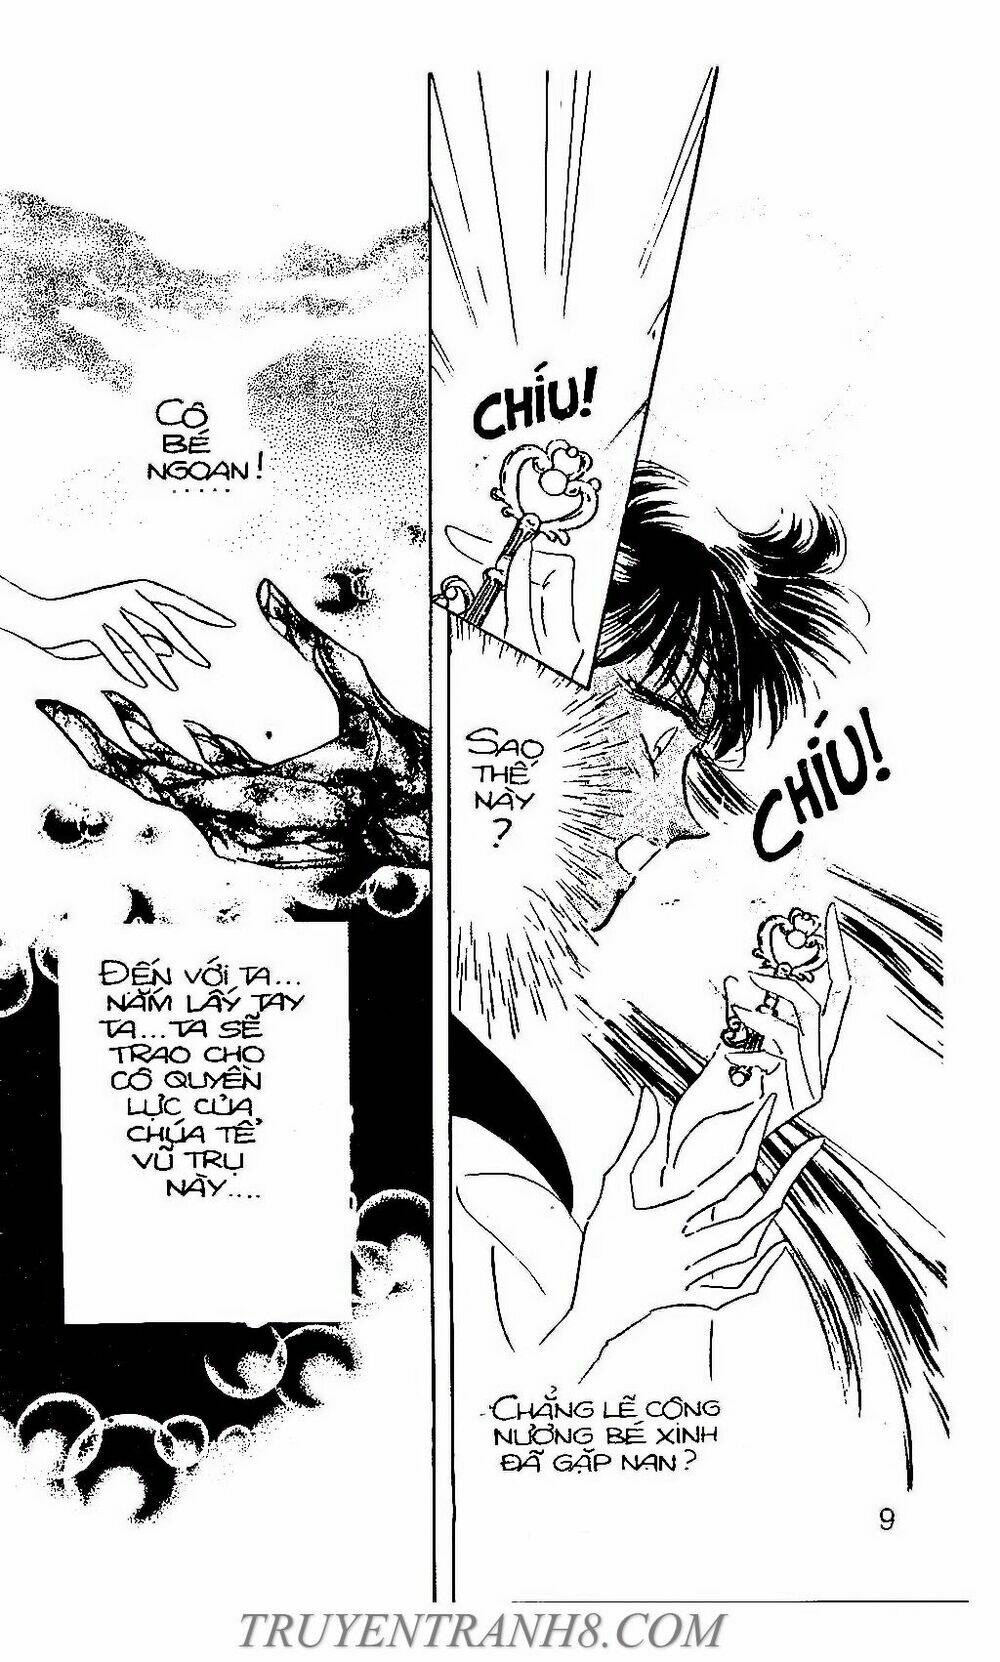 CÔ
BÉ
NGOAN!
.....
ĐẾN VỚI TA...
NẮM LẤY TAY
TA...TA SẼ
TRAO CHO
CÔ QUYỀN
LỰC CỦA
CHÚA TỂ
VŨ TRỤ
NÀY....
CHÍU!
SAO
THẾ
NÀY
?
CHÍU!
CHẲNG LẼ CÔNG
NƯƠNG BÉ XINH
ĐÃ GẶP NẠN?
9
TRUYENTRANH8.COM